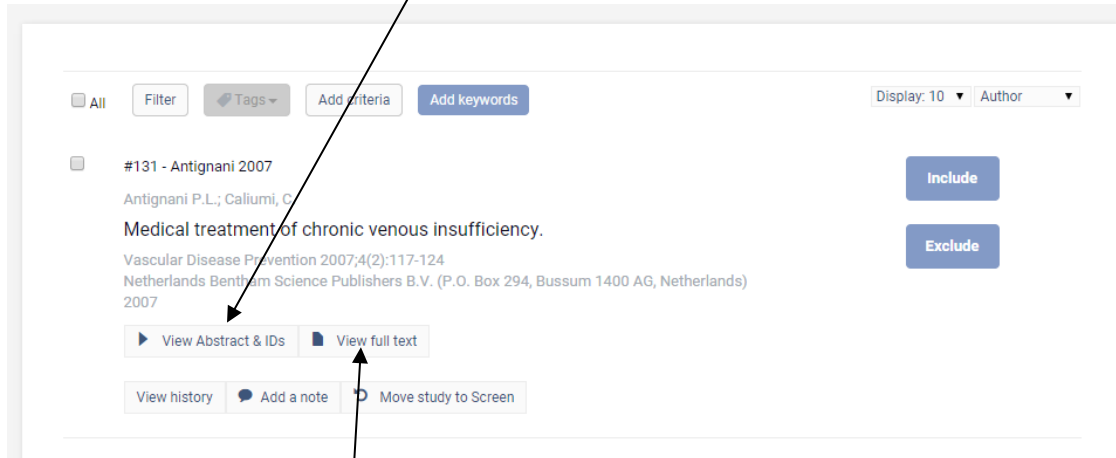 All Filter Tags Add criteria Add keywords Display: 10 Author
#131 - Antignani 2007 Include
Antignani P.L.; Caliumi, C
Medical treatment of chronic venous insufficiency.
Exclude
Vascular Disease Prevention 2007;4(2):117-124
Netherlands Bentham Science Publishers B.V. (P.O. Box 294, Bussum 1400 AG, Netherlands)
2007
View Abstract & IDs View full text
View history Add a note Move study to Screen